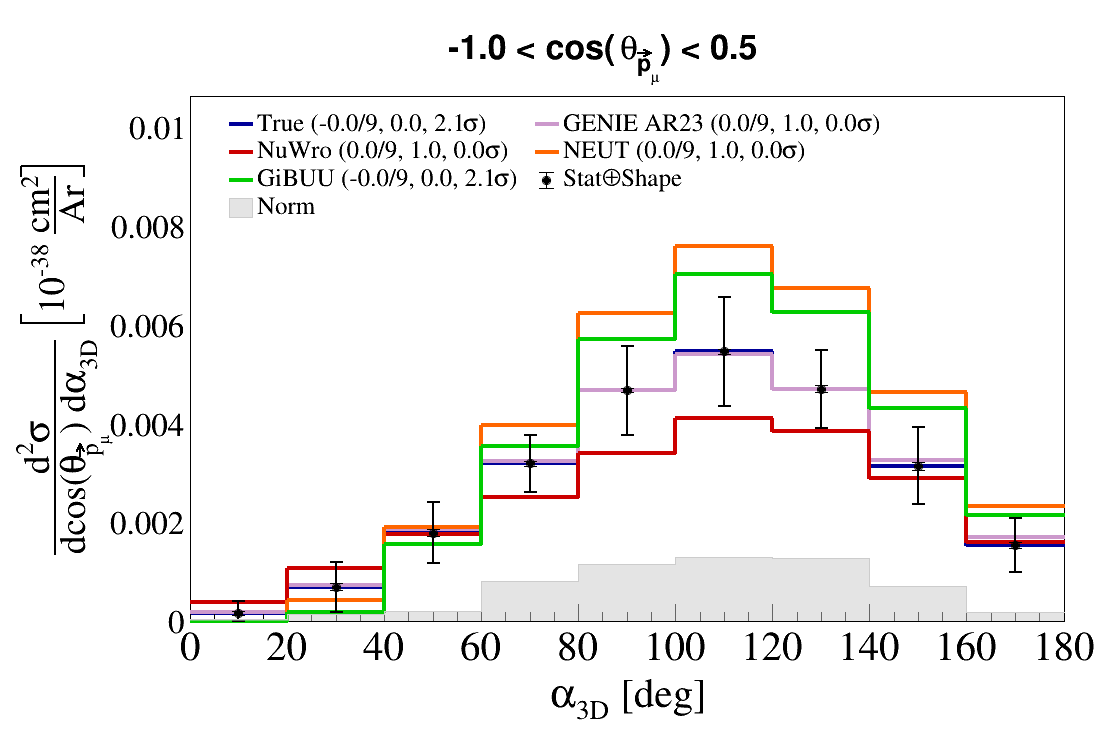 -1.0 < cos(θp⃗μ) < 0.5
True (-0.0/9, 0.0, 2.1σ)
GENIE AR23 (0.0/9, 1.0, 0.0σ)
NuWro (0.0/9, 1.0, 0.0σ)
NEUT (0.0/9, 1.0, 0.0σ)
GiBUU (-0.0/9, 0.0, 2.1σ)
Stat⊕Shape
Norm
d²σ
dcos(θp⃗μ) dα3D
[10⁻³⁸ cm²/Ar]
0.01
0.008
0.006
0.004
0.002
0
0 20 40 60 80 100 120 140 160 180
α3D [deg]